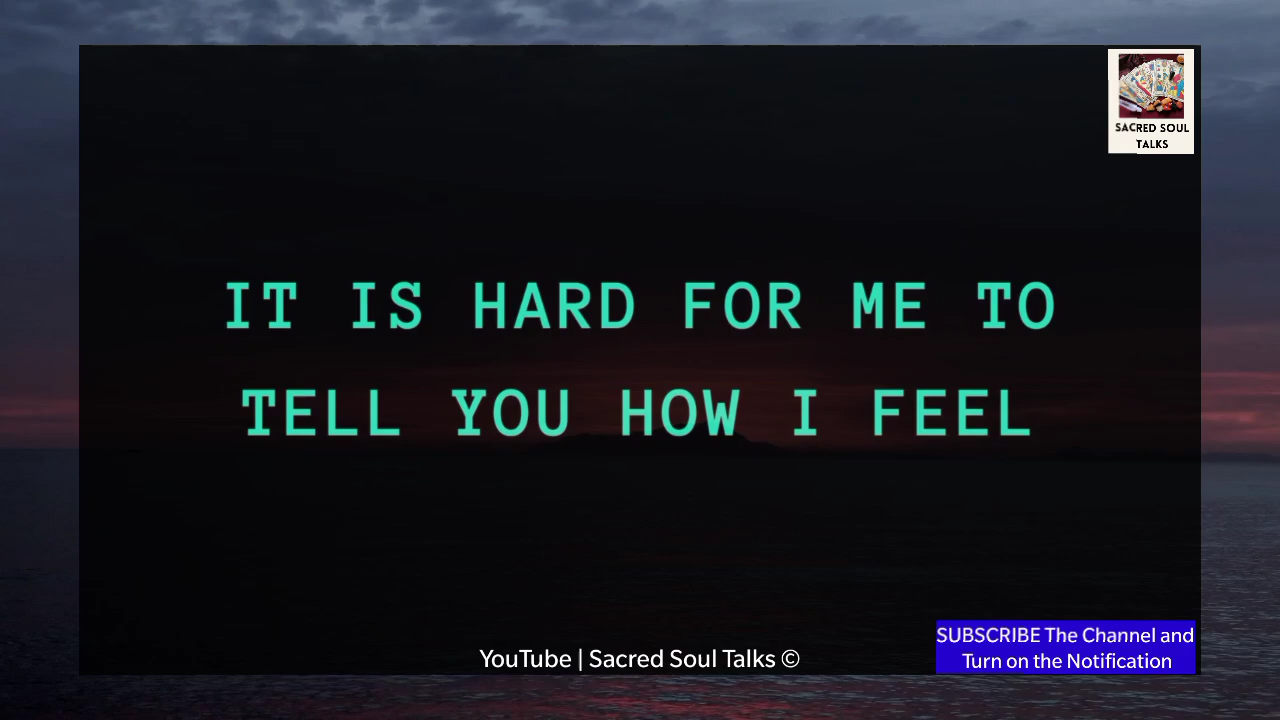 SACRED SOUL
TALKS
IT IS HARD FOR ME TO
TELL YOU HOW I FEEL
SUBSCRIBE The Channel and
Turn on the Notification
YouTube | Sacred Soul Talks ©